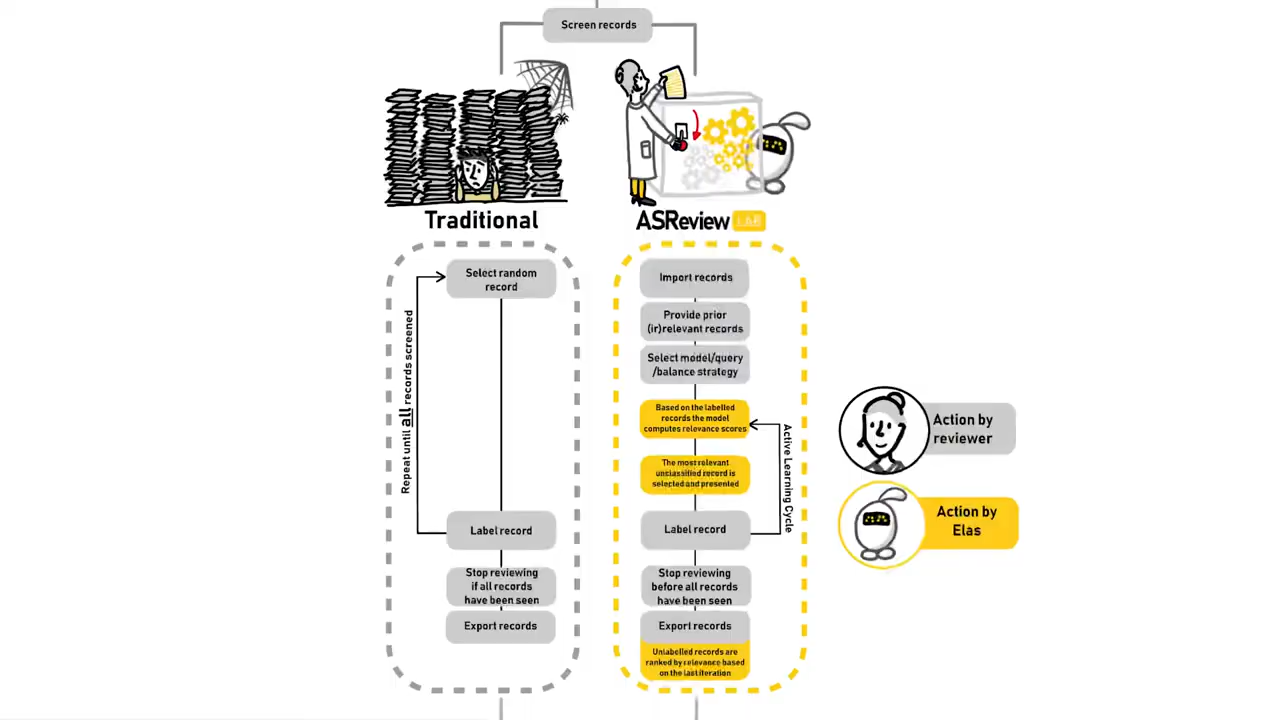 Screen records
Traditional
Select random
record
Repeat until all records screened
Label record
Stop reviewing
if all records
have been seen
Export records
ASReview LAB
Import records
Provide prior
(ir)relevant records
Select model/query
/balance strategy
Based on the labelled
records the model
computes relevance scores
The most relevant
unclassified record is
selected and presented
Active Learning Cycle
Label record
Stop reviewing
before all records
have been seen
Export records
Unlabelled records are
ranked by relevance based
on the last iteration
Action by
reviewer
Action by
Elas